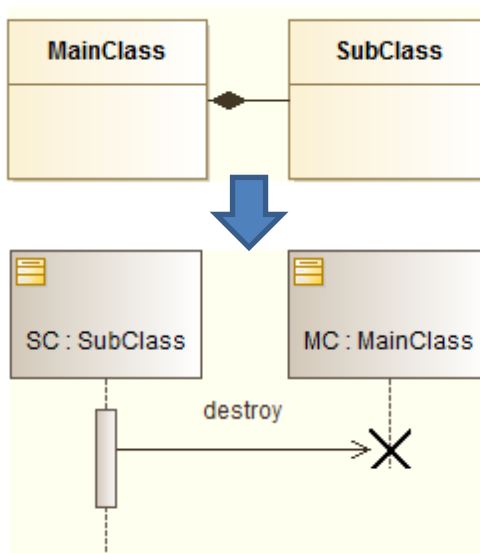 MainClass
SubClass
SC : SubClass
MC : MainClass
destroy